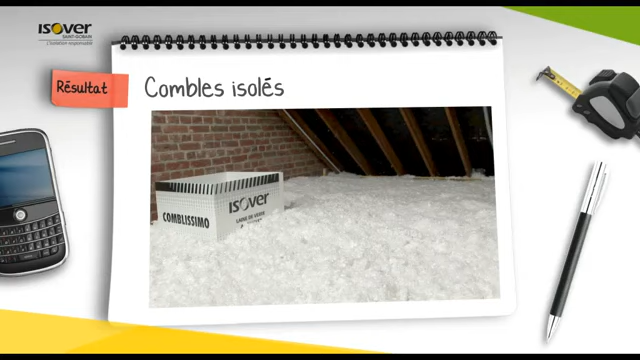 isover
SAINT-GOBAIN
L'isolation responsable
Résultat
Combles isolés
COMBLISSIMO
isover
LAINE DE VERRE